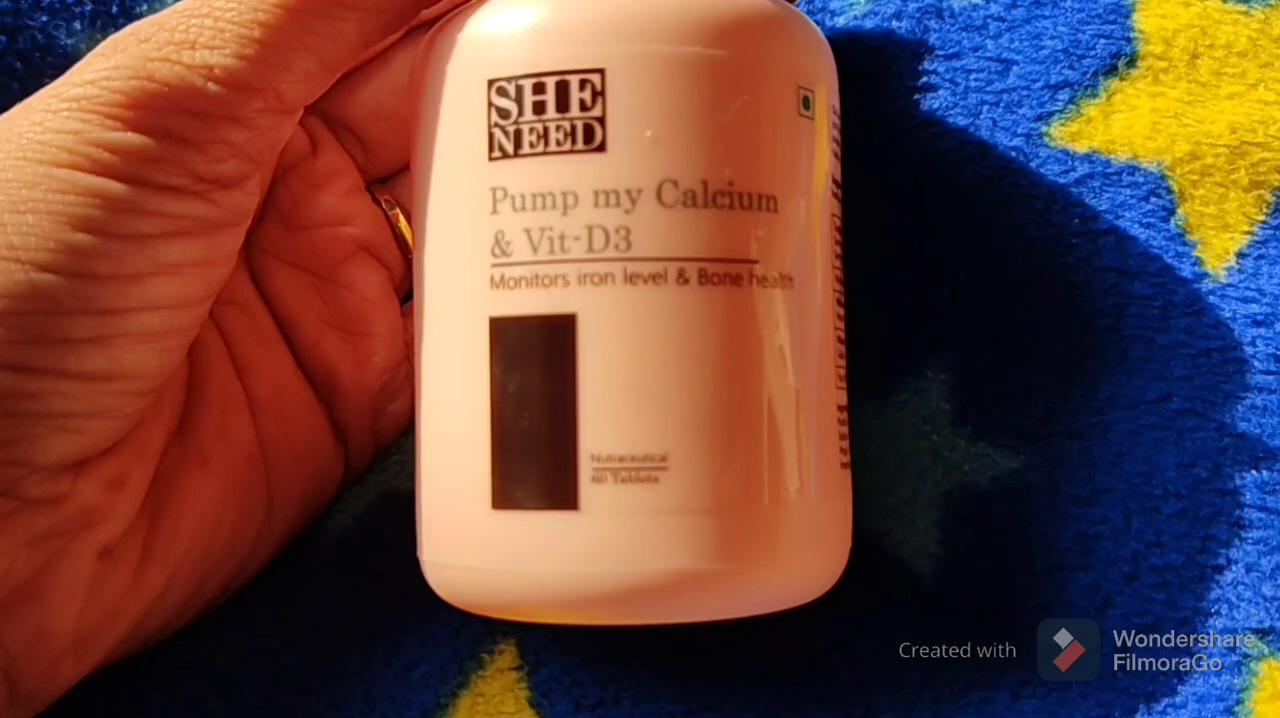 SHE
NEED
Pump my Calcium
& Vit-D3
Monitors iron level & Bone health
Nutraceutical
60 Tablets
Created with
Wondershare
FilmoraGo